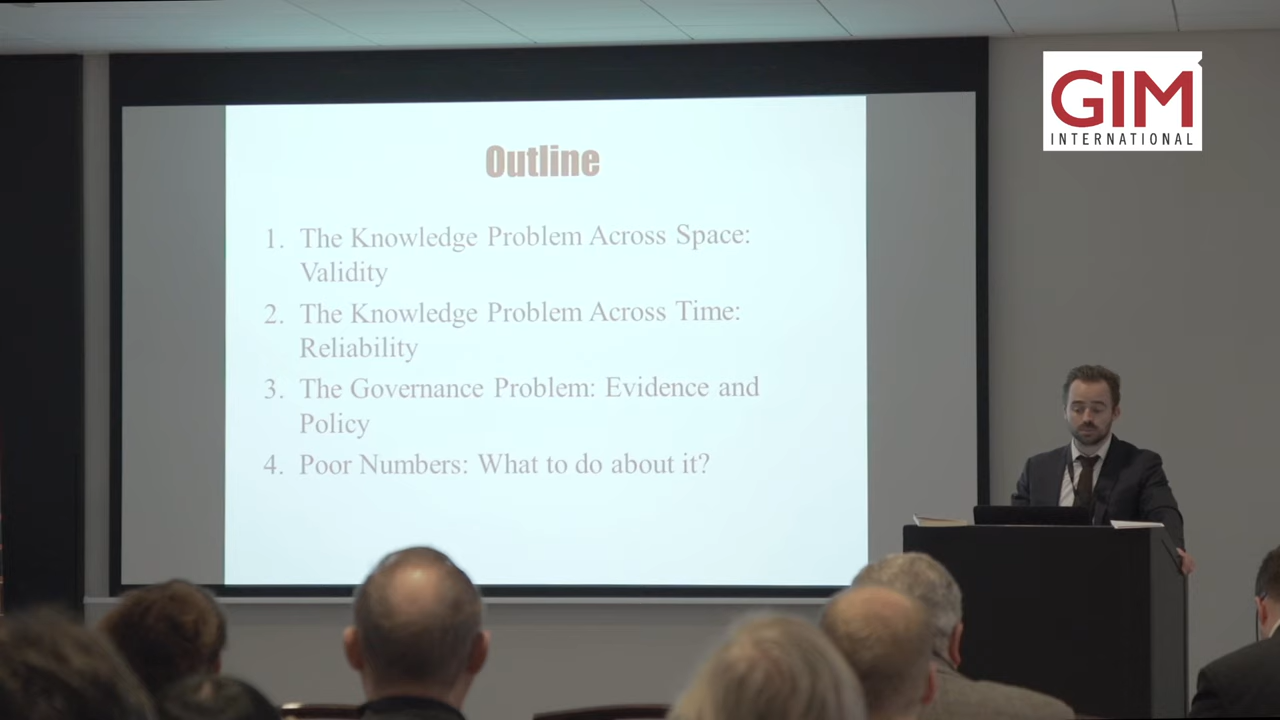 GIM
INTERNATIONAL
Outline
1. The Knowledge Problem Across Space:
Validity
2. The Knowledge Problem Across Time:
Reliability
3. The Governance Problem: Evidence and
Policy
4. Poor Numbers: What to do about it?